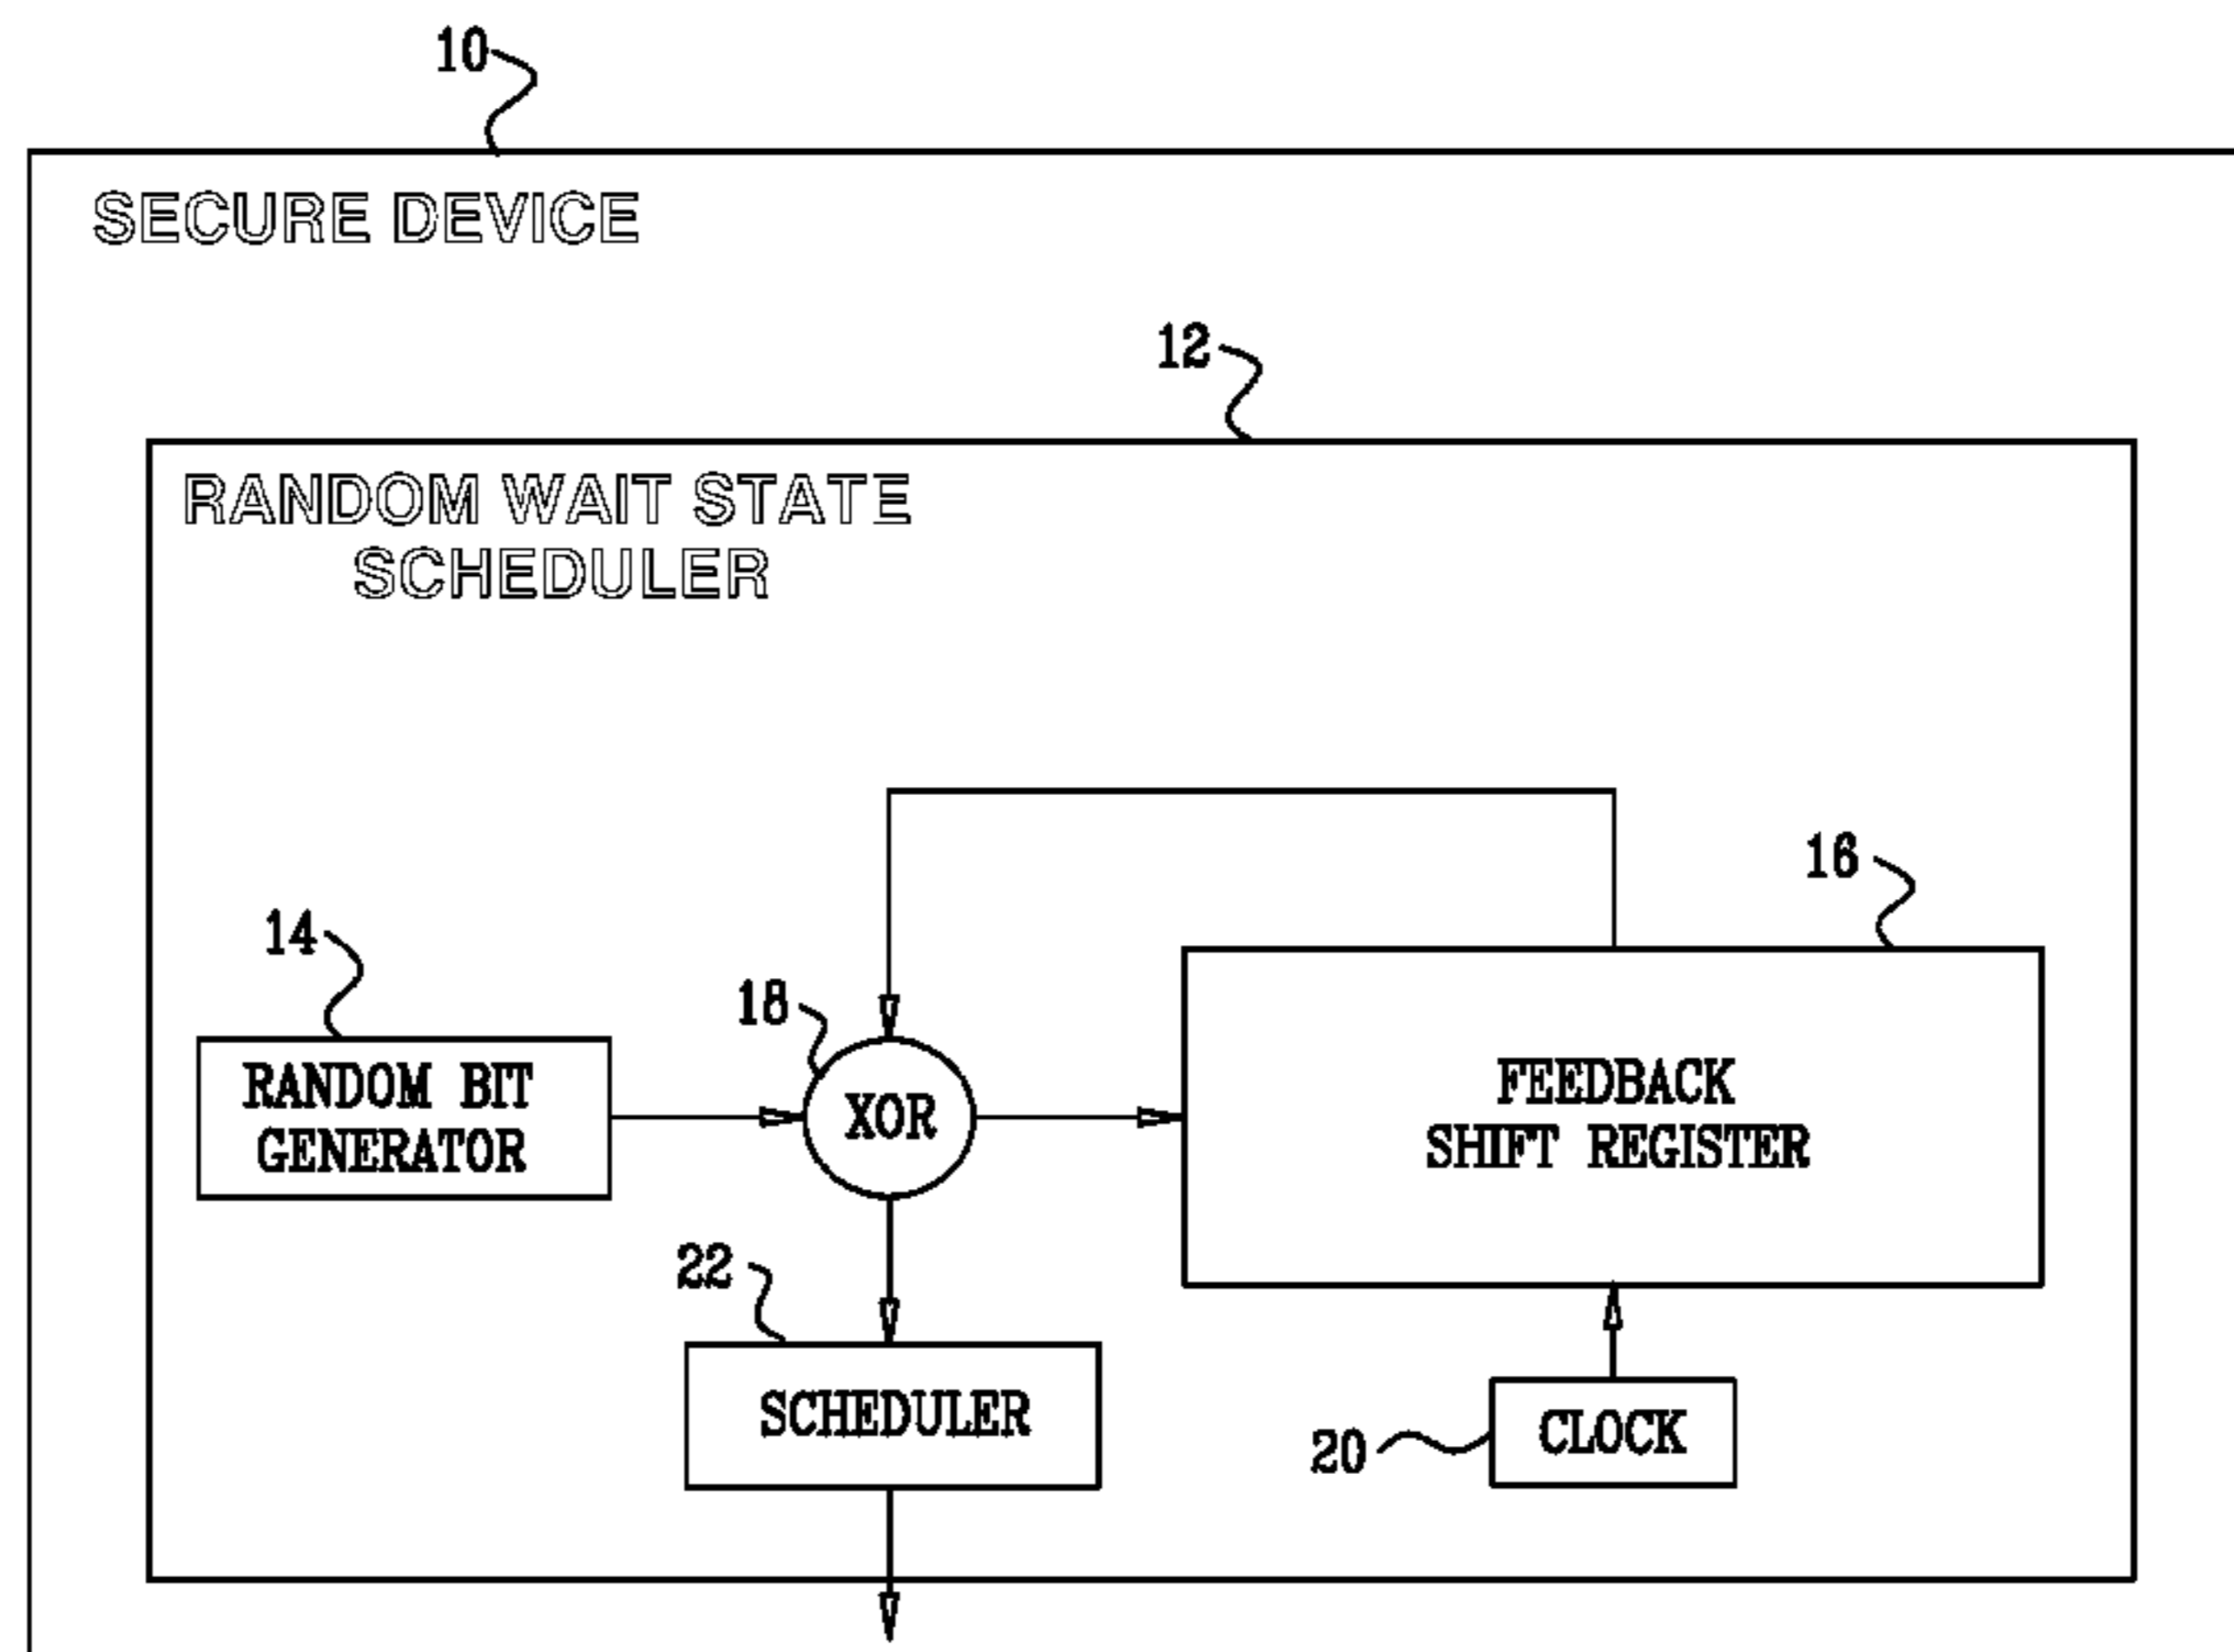 10
SECURE DEVICE
12
RANDOM WAIT STATE
SCHEDULER
16
14
18
RANDOM BIT
GENERATOR
XOR
FEEDBACK
SHIFT REGISTER
22
SCHEDULER
20
CLOCK